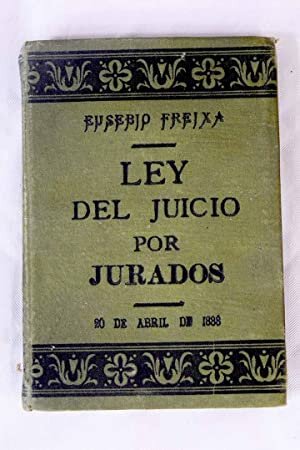 EUSEBIO FREIXA
LEY
DEL JUICIO
POR
JURADOS
20 DE ABRIL DE 1888